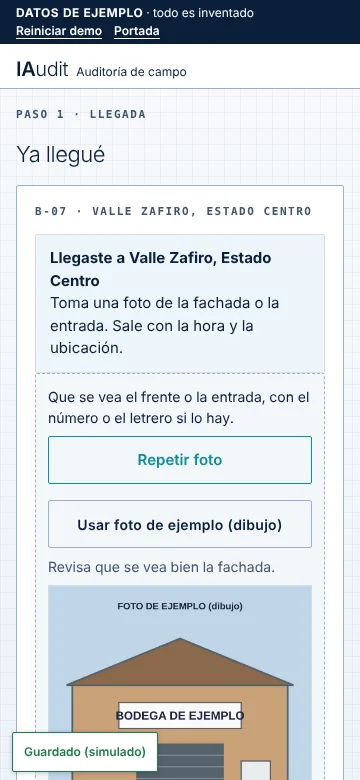 DATOS DE EJEMPLO · todo es inventado
Reiniciar demo Portada
IAudit Auditoría de campo
PASO 1 · LLEGADA
Ya llegué
B-07 · VALLE ZAFIRO, ESTADO CENTRO
Llegaste a Valle Zafiro, Estado
Centro
Toma una foto de la fachada o la
entrada. Sale con la hora y la
ubicación.
Que se vea el frente o la entrada, con el
número o el letrero si lo hay.
Repetir foto
Usar foto de ejemplo (dibujo)
Revisa que se vea bien la fachada.
FOTO DE EJEMPLO (dibujo)
BODEGA DE EJEMPLO
Guardado (simulado)